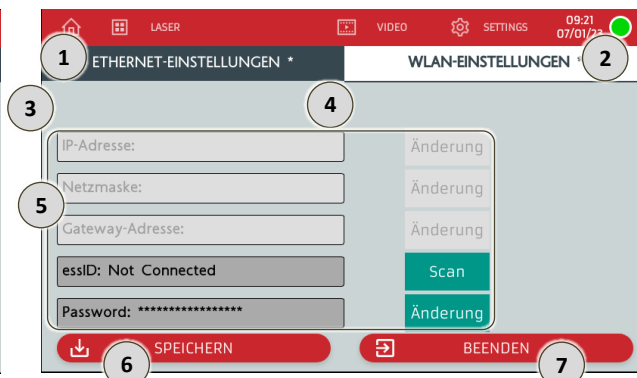 LASER VIDEO SETTINGS 09:21
07/01/23
1 ETHERNET-EINSTELLUNGEN * WLAN-EINSTELLUNGEN * 2
3 4
IP-Adresse: Änderung
Netzmaske: Änderung
5
Gateway-Adresse: Änderung
essID: Not Connected Scan
Password: ***************** Änderung
SPEICHERN BEENDEN
6 7